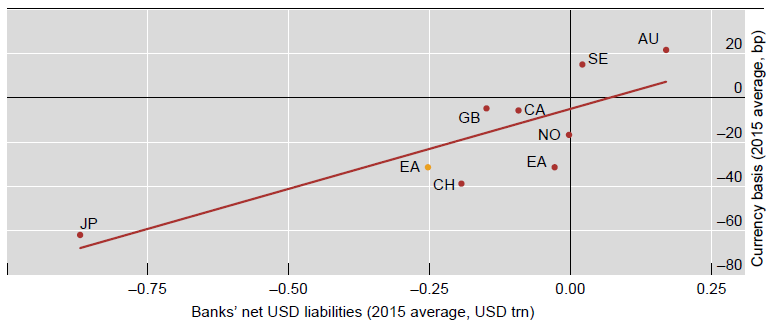 AU
20
SE
0
GB
CA
NO
−20
EA
EA
CH
−40
JP
−60
−80
−0.75
−0.50
−0.25
0.00
0.25
Banks’ net USD liabilities (2015 average, USD trn)
Currency basis (2015 average, bp)